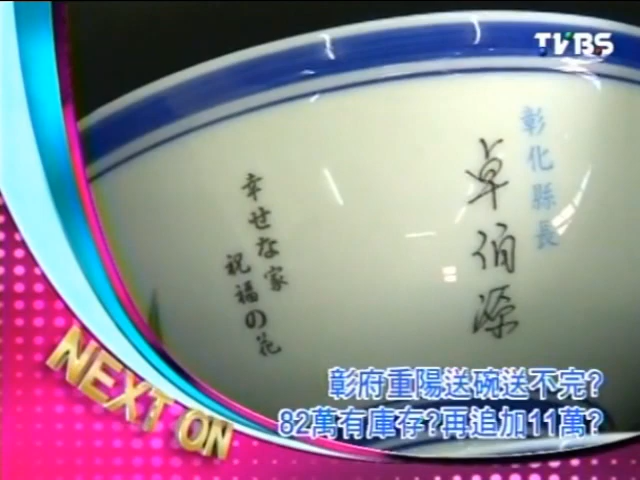 TVBS
彰化縣長
卓伯源
幸せな家
祝福の花
NEXT ON
彰府重陽送碗送不完?
82萬有庫存?再追加11萬?